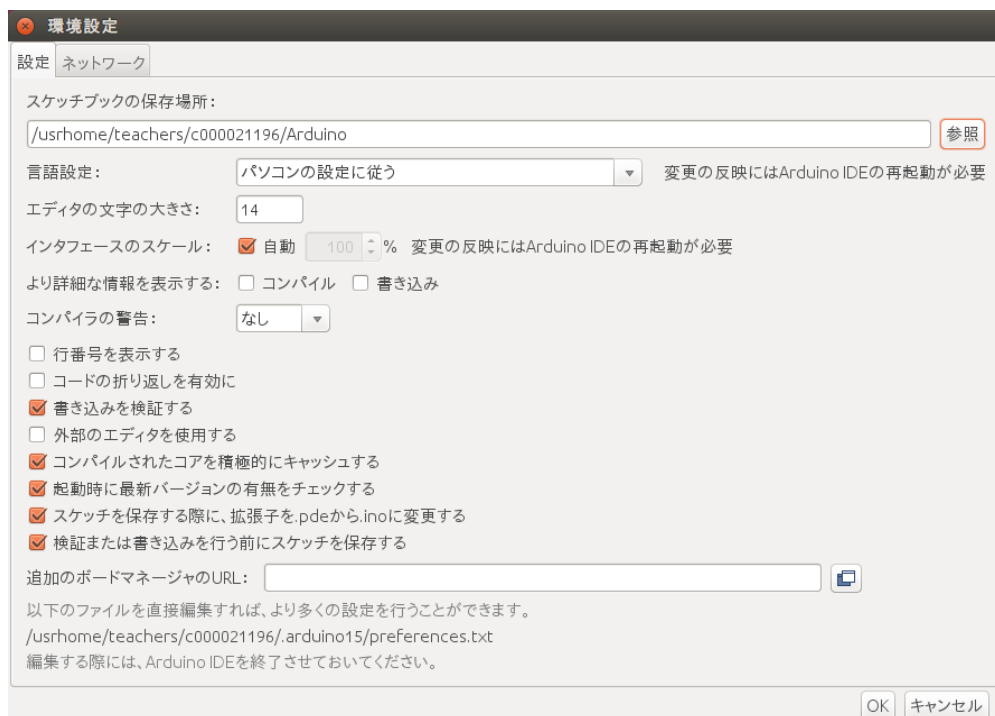 環境設定
設定 ネットワーク
スケッチブックの保存場所:
/usrhome/teachers/c000021196/Arduino 参照
言語設定: パソコンの設定に従う 変更の反映にはArduino IDEの再起動が必要
エディタの文字の大きさ: 14
インタフェースのスケール: 自動 100 % 変更の反映にはArduino IDEの再起動が必要
より詳細な情報を表示する: コンパイル 書き込み
コンパイラの警告: なし
行番号を表示する
コードの折り返しを有効に
書き込みを検証する
外部のエディタを使用する
コンパイルされたコアを積極的にキャッシュする
起動時に最新バージョンの有無をチェックする
スケッチを保存する際に、拡張子を.pdeから.inoに変更する
検証または書き込みを行う前にスケッチを保存する
追加のボードマネージャのURL:
以下のファイルを直接編集すれば、より多くの設定を行うことができます。
/usrhome/teachers/c000021196/.arduino15/preferences.txt
編集する際には、Arduino IDEを終了させておいてください。
OK キャンセル